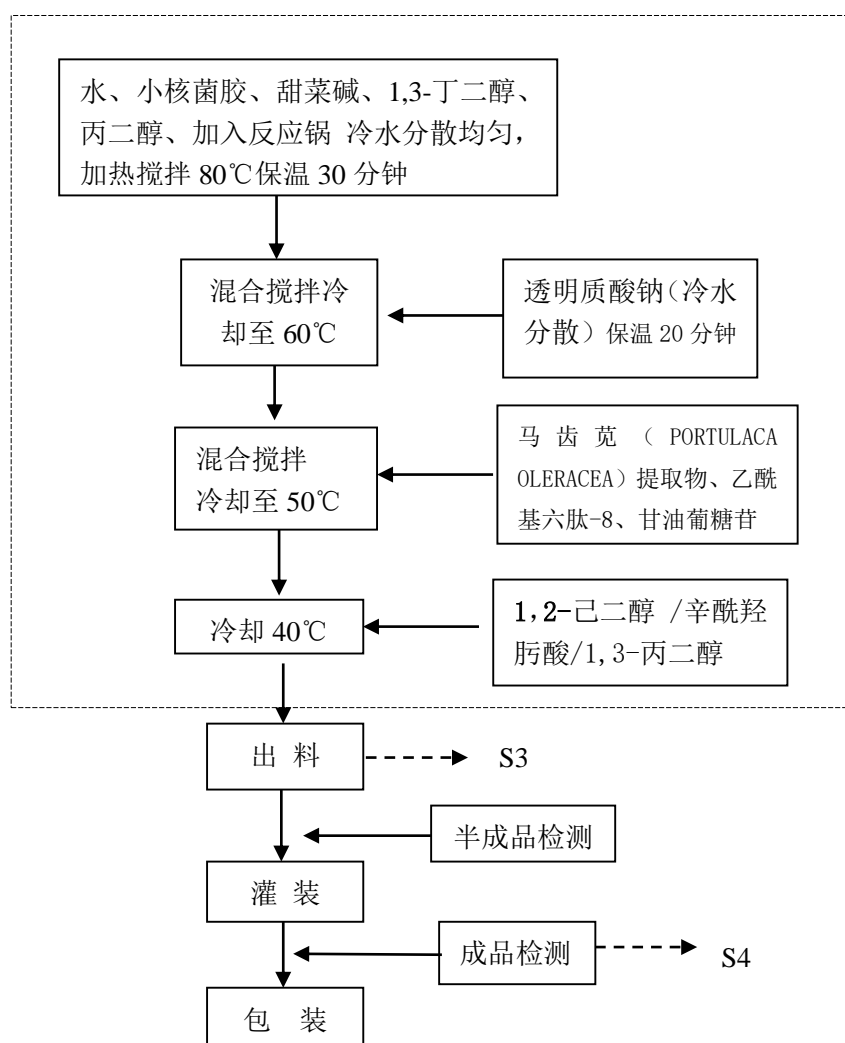 水、小核菌胶、甜菜碱、1,3-丁二醇、
丙二醇、加入反应锅 冷水分散均匀，
加热搅拌 80℃保温 30 分钟
混合搅拌冷
却至 60℃
透明质酸钠（冷水
分散）保温 20 分钟
混合搅拌
冷却至 50℃
马齿苋（PORTULACA
OLERACEA）提取物、乙酰
基六肽-8、甘油葡糖苷
冷却 40℃
1,2-己二醇 /辛酰羟
肟酸/1,3-丙二醇
出 料
S3
半成品检测
灌 装
成品检测
S4
包 装